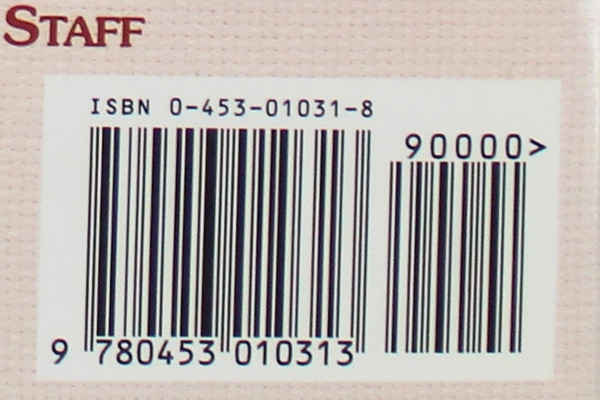 STAFF
ISBN 0-453-01031-8
90000>
9 780453 010313